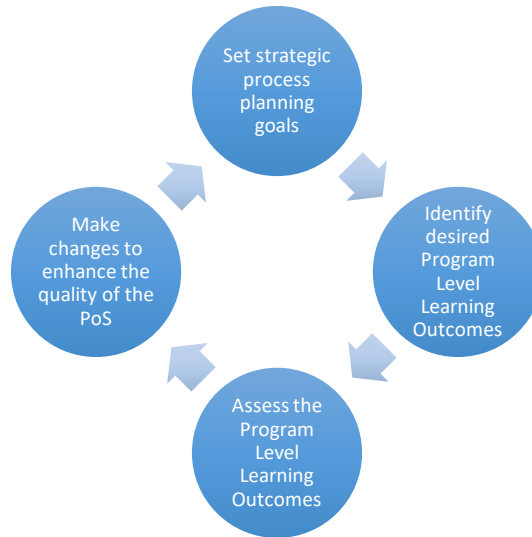 Set strategic
process
planning
goals
Identify
desired
Program
Level
Learning
Outcomes
Assess the
Program
Level
Learning
Outcomes
Make
changes to
enhance the
quality of the
PoS